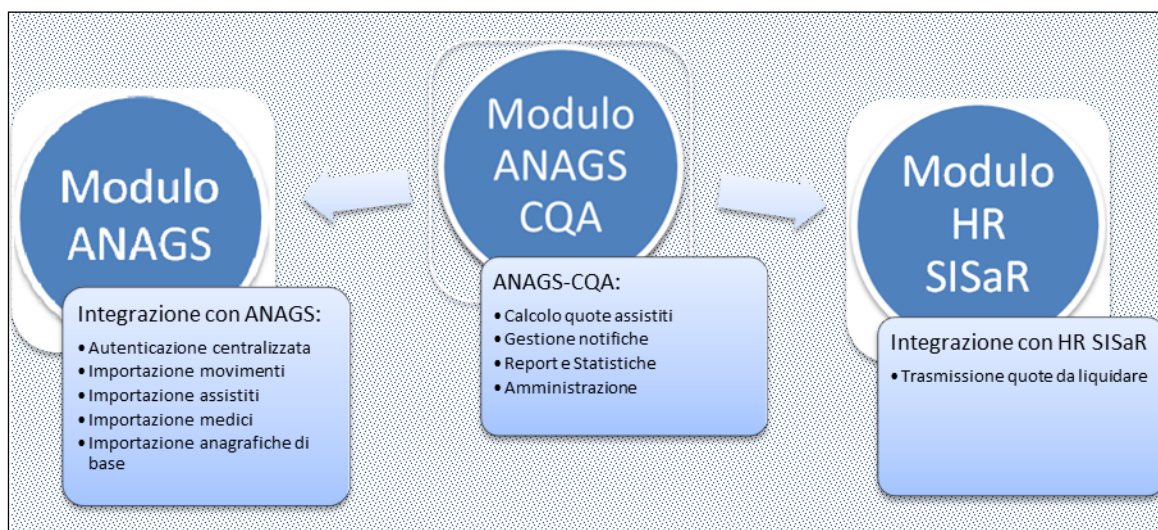 Modulo
ANAGS
Integrazione con ANAGS:
• Autenticazione centralizzata
• Importazione movimenti
• Importazione assistiti
• Importazione medici
• Importazione anagrafiche di
base
Modulo
ANAGS
CQA
ANAGS-CQA:
• Calcolo quote assistiti
• Gestione notifiche
• Report e Statistiche
• Amministrazione
Modulo
HR
SISaR
Integrazione con HR SISaR
• Trasmissione quote da liquidare